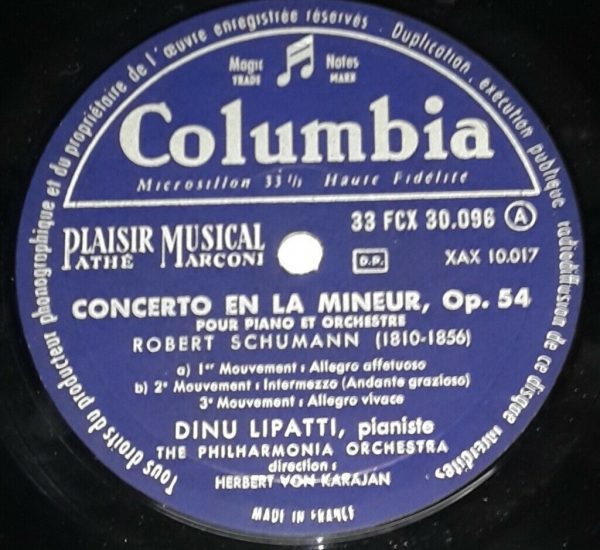 Tous droits du producteur phonographique et du propriétaire de l'œuvre enregistrée réservés. Duplication, exécution publique, radiodiffusion de ce disque interdites
Magic Notes
TRADE MARK
Columbia
Microsillon 33 1/3 Haute Fidélité
PLAISIR MUSICAL
PATHÉ MARCONI
33 FCX 30.096 A
D.P.
XAX 10.017
CONCERTO EN LA MINEUR, Op. 54
POUR PIANO ET ORCHESTRE
ROBERT SCHUMANN (1810-1856)
a) 1er Mouvement : Allegro affetuoso
b) 2e Mouvement : Intermezzo (Andante grazioso)
3e Mouvement : Allegro vivace
DINU LIPATTI, pianiste
THE PHILHARMONIA ORCHESTRA
direction :
HERBERT VON KARAJAN
MADE IN FRANCE